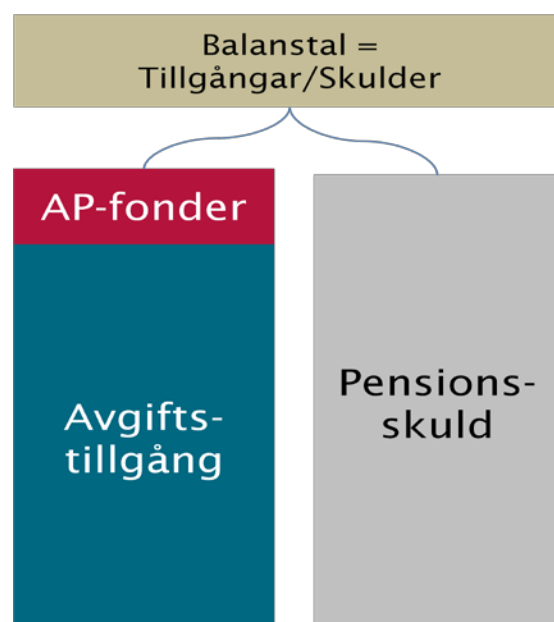 Balanstal =
Tillgångar/Skulder
AP-fonder
Avgifts-
tillgång
Pensions-
skuld